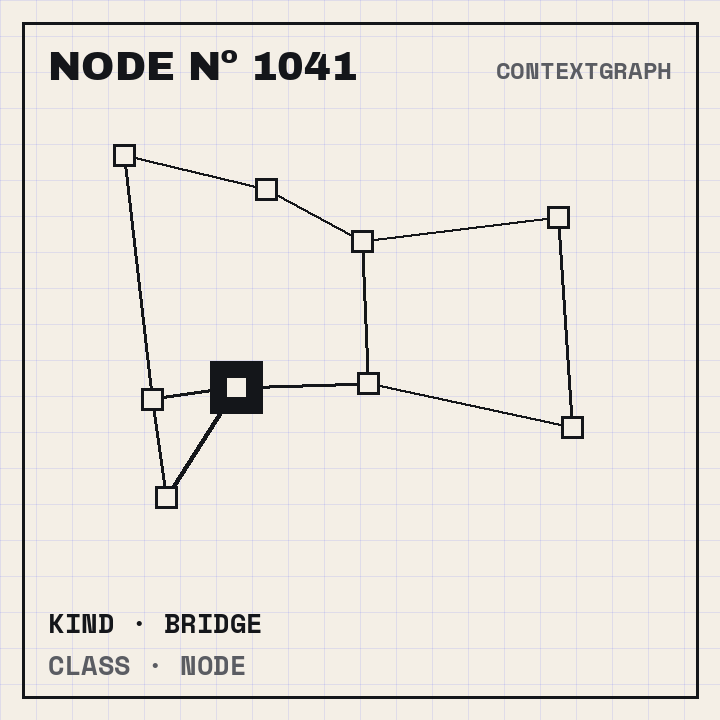 NODE Nº 1041
CONTEXTGRAPH
KIND · BRIDGE
CLASS · NODE